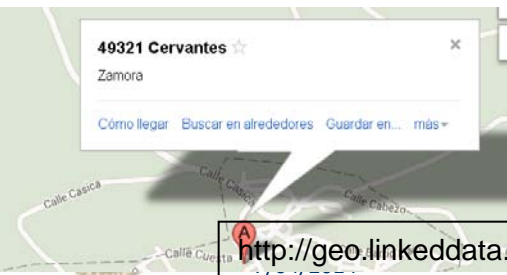 49321 Cervantes
Zamora
Cómo llegar Buscar en alrededores Guardar en... más
Calle Casica
Calle Casica
Calle Cabezo
A
Calle Cuesta
http://geo.linkeddata.